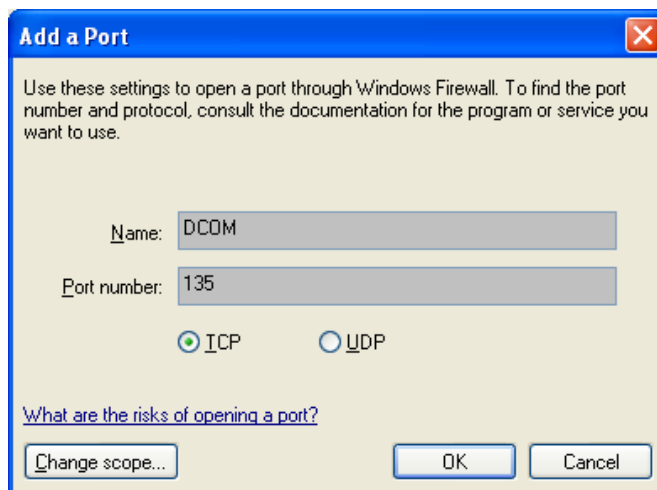 Add a Port
Use these settings to open a port through Windows Firewall. To find the port
number and protocol, consult the documentation for the program or service you
want to use.
Name: DCOM
Port number: 135
TCP UDP
What are the risks of opening a port?
Change scope... OK Cancel